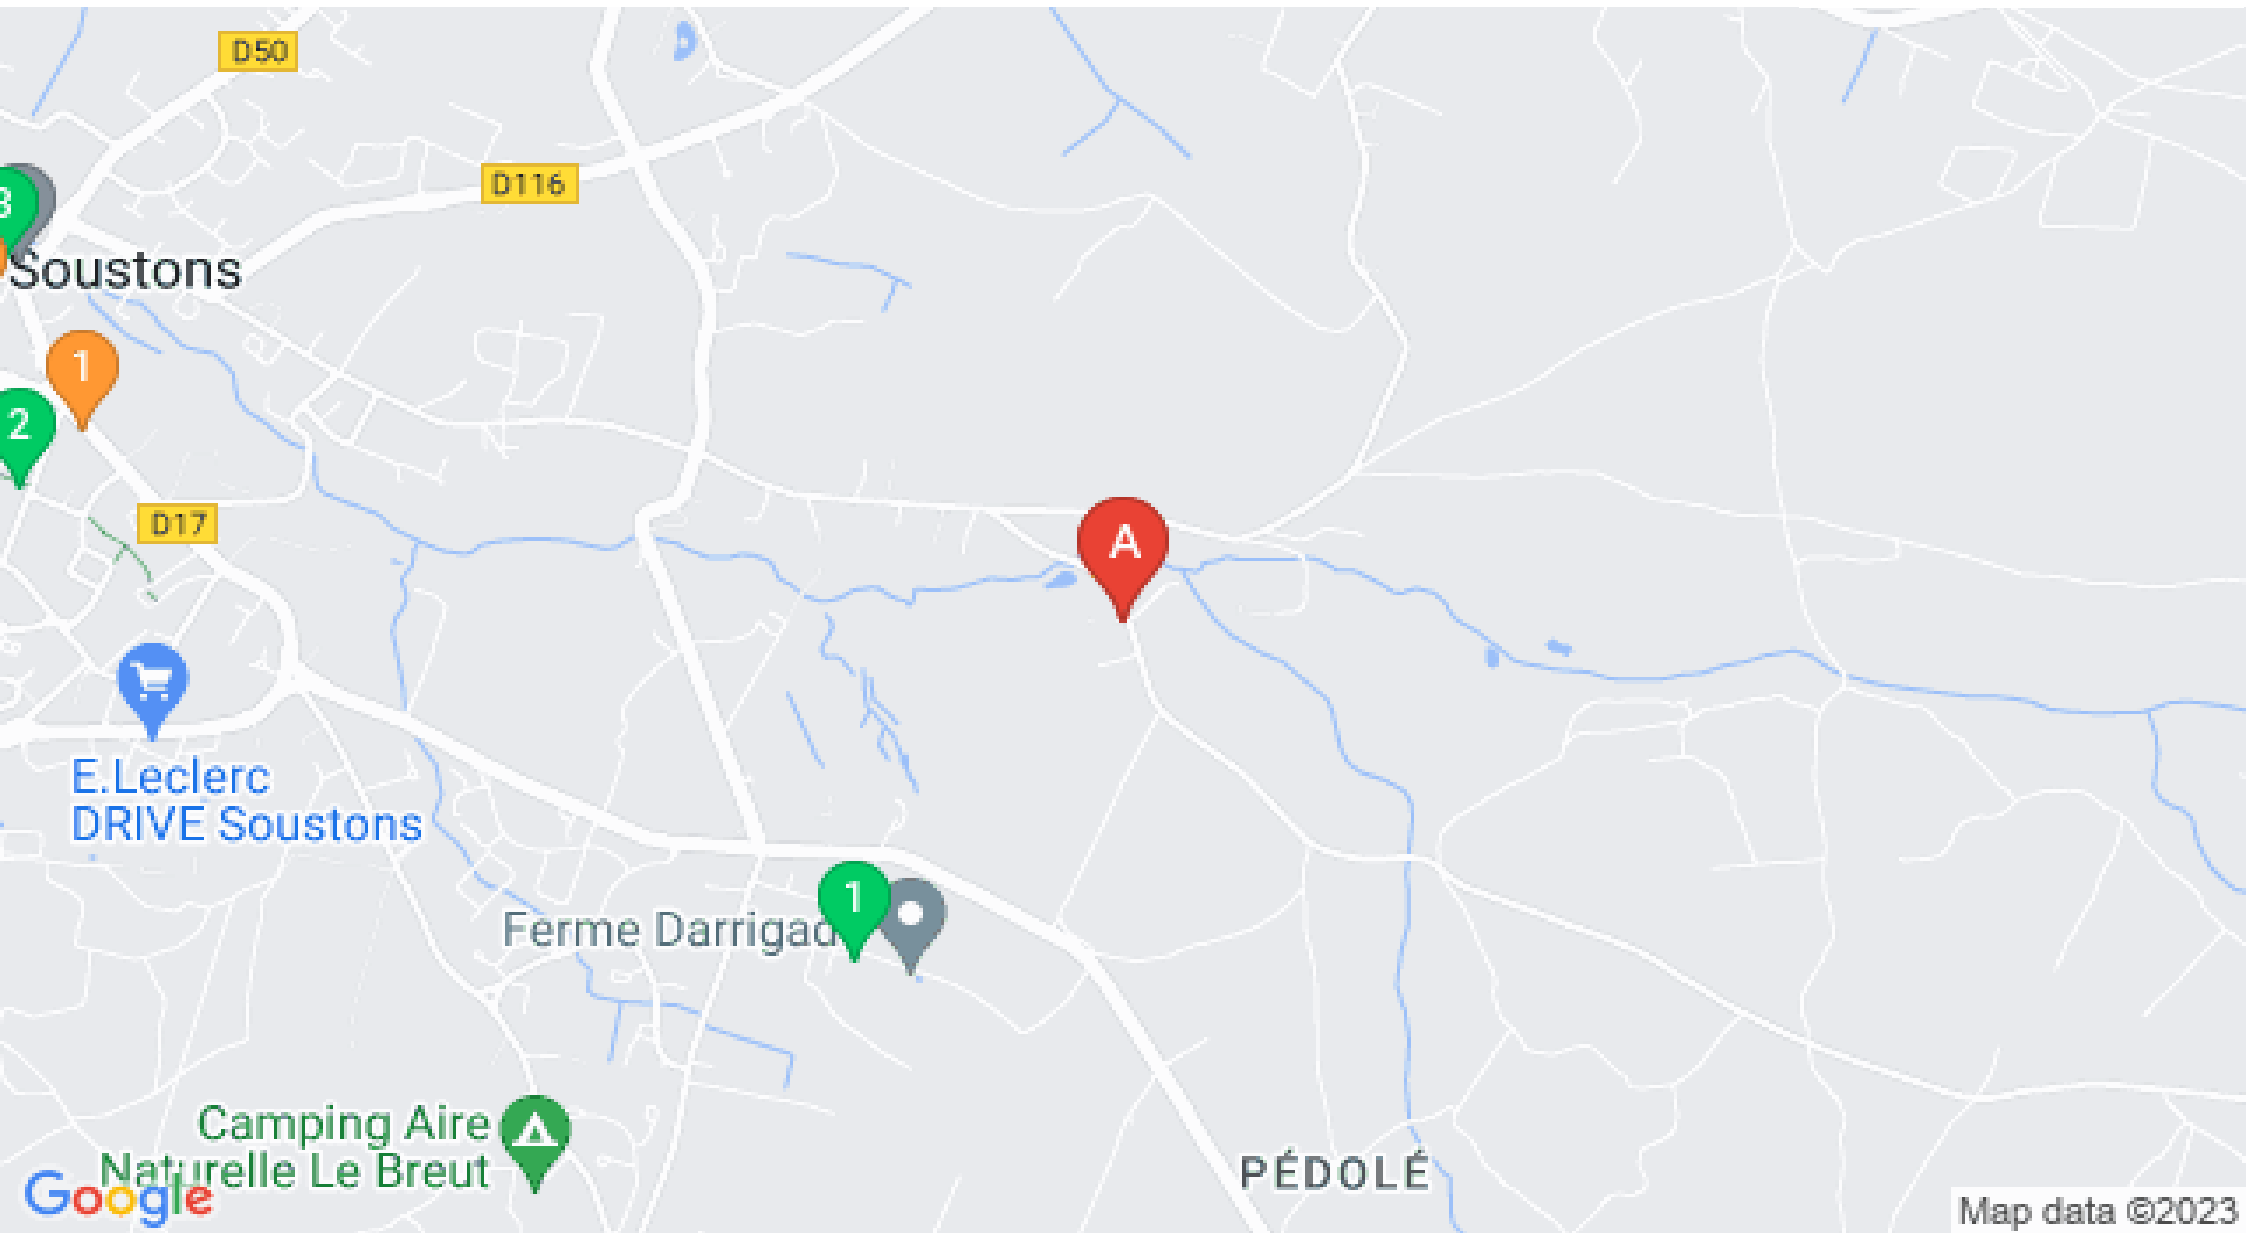 D50
D116
3
Soustons
1
2
A
D17
E.Leclerc
DRIVE Soustons
1
Ferme Darrigad
Camping Aire
Naturelle Le Breut
PÉDOLÉ
Google
Map data ©2023